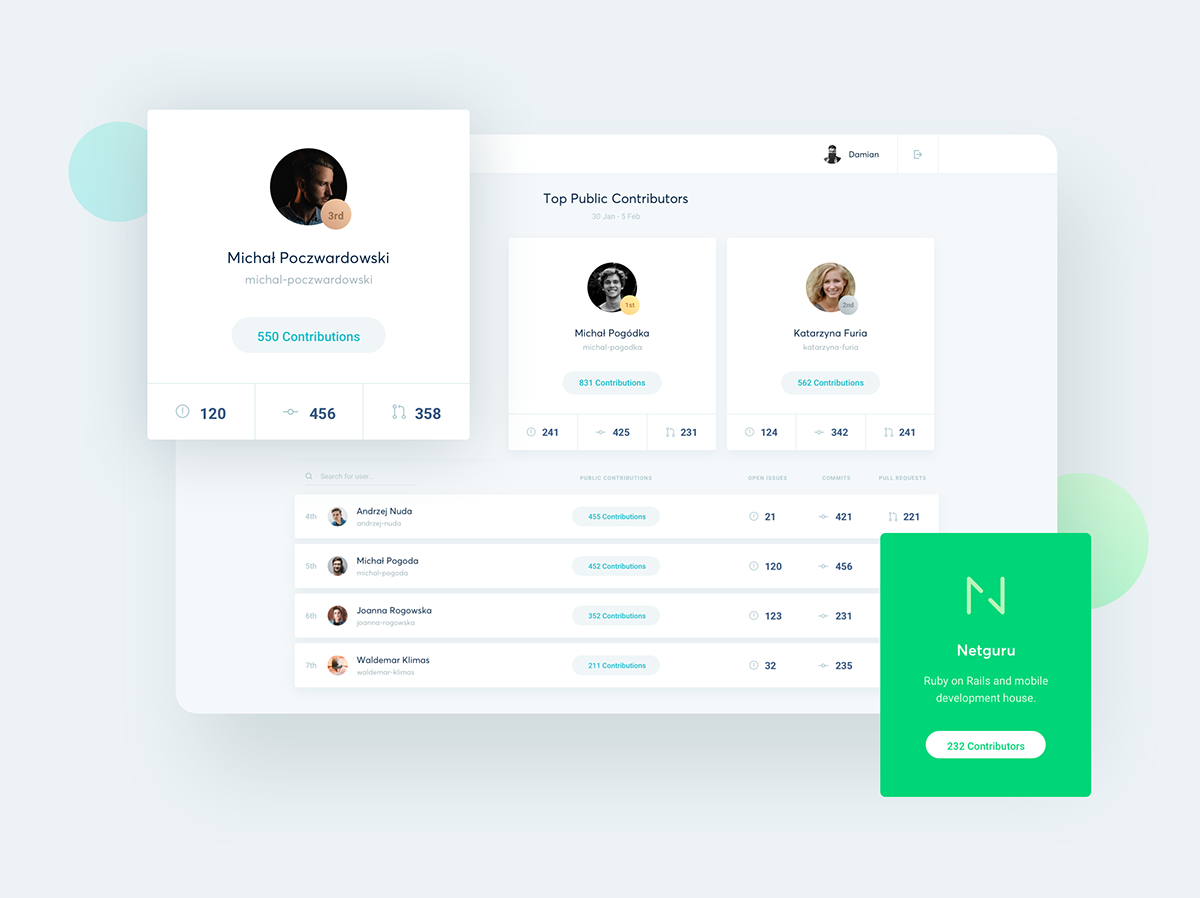 Damian
Top Public Contributors
30 Jan - 5 Feb
3rd
Michał Poczwardowski
michal-poczwardowski
550 Contributions
120 456 358
1st
Michał Pogódka
michal-pogodka
831 Contributions
241 425 231
2nd
Katarzyna Furia
katarzyna-furia
562 Contributions
124 342 241
Search for user... PUBLIC CONTRIBUTIONS OPEN ISSUES COMMITS PULL REQUESTS
4th Andrzej Nuda 455 Contributions 21 421 221
andrzej-nuda
5th Michał Pogoda 452 Contributions 120 456
michal-pogoda
6th Joanna Rogowska 352 Contributions 123 231
joanna-rogowska
7th Waldemar Klimas 211 Contributions 32 235
waldemar-klimas
Netguru
Ruby on Rails and mobile
development house.
232 Contributors